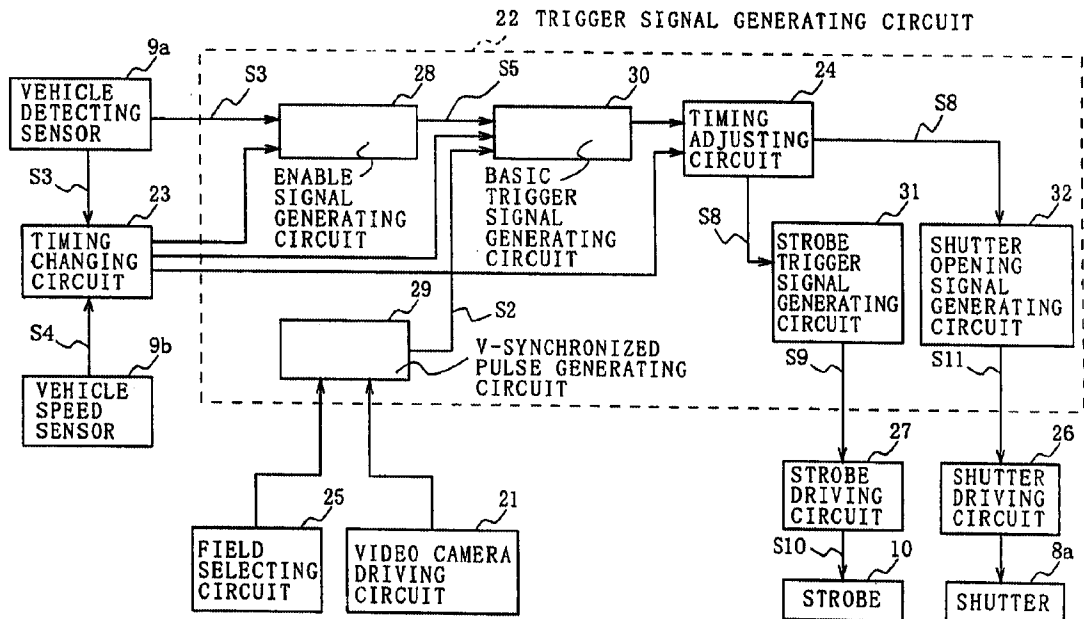 22 TRIGGER SIGNAL GENERATING CIRCUIT
9a
VEHICLE
DETECTING
SENSOR
S3
28
S5
30
24
TIMING
ADJUSTING
CIRCUIT
S8
ENABLE
SIGNAL
GENERATING
CIRCUIT
BASIC
TRIGGER
SIGNAL
GENERATING
CIRCUIT
S3
23
TIMING
CHANGING
CIRCUIT
S8
31
STROBE
TRIGGER
SIGNAL
GENERATING
CIRCUIT
32
SHUTTER
OPENING
SIGNAL
GENERATING
CIRCUIT
29
S2
V-SYNCHRONIZED
PULSE GENERATING
CIRCUIT
S4
9b
VEHICLE
SPEED
SENSOR
S9
S11
27
STROBE
DRIVING
CIRCUIT
26
SHUTTER
DRIVING
CIRCUIT
25
FIELD
SELECTING
CIRCUIT
21
VIDEO CAMERA
DRIVING
CIRCUIT
S10
10
STROBE
8a
SHUTTER